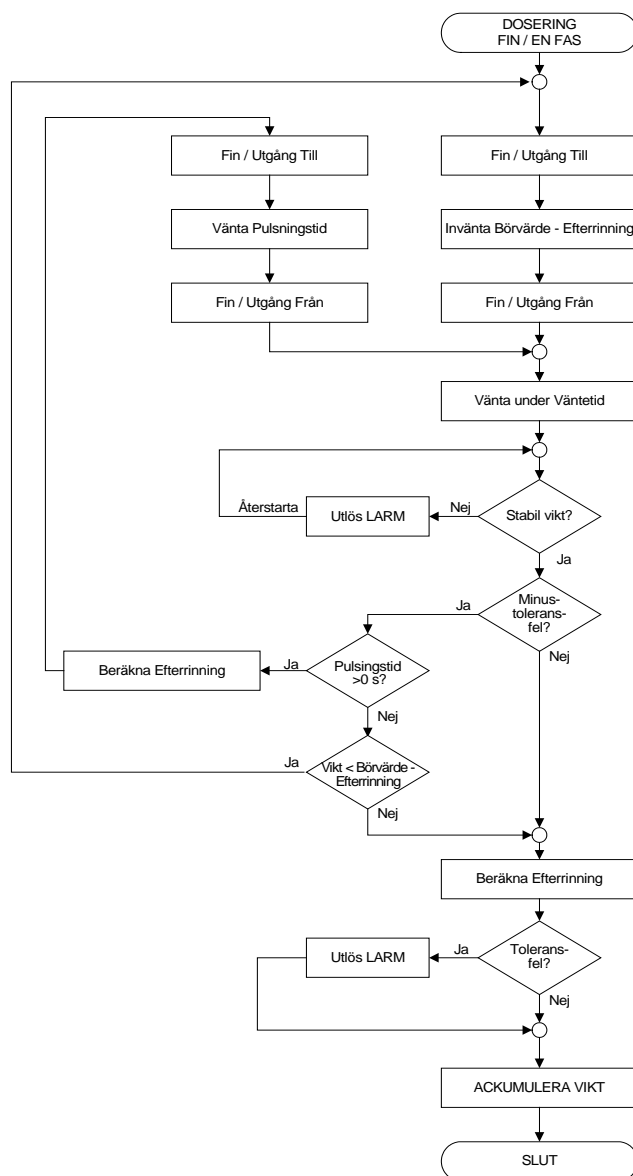 DOSERING
FIN / EN FAS
Fin / Utgång Till
Fin / Utgång Till
Vänta Pulsningstid
Invänta Börvärde - Efterrinning
Fin / Utgång Från
Fin / Utgång Från
Vänta under Väntetid
Återstarta
Utlös LARM
Nej
Stabil vikt?
Ja
Ja
Minus-
tolerans-
fel?
Nej
Beräkna Efterrinning
Ja
Pulsingstid
>0 s?
Nej
Ja
Vikt < Börvärde -
Efterrinning
Nej
Beräkna Efterrinning
Utlös LARM
Ja
Tolerans-
fel?
Nej
ACKUMULERA VIKT
SLUT